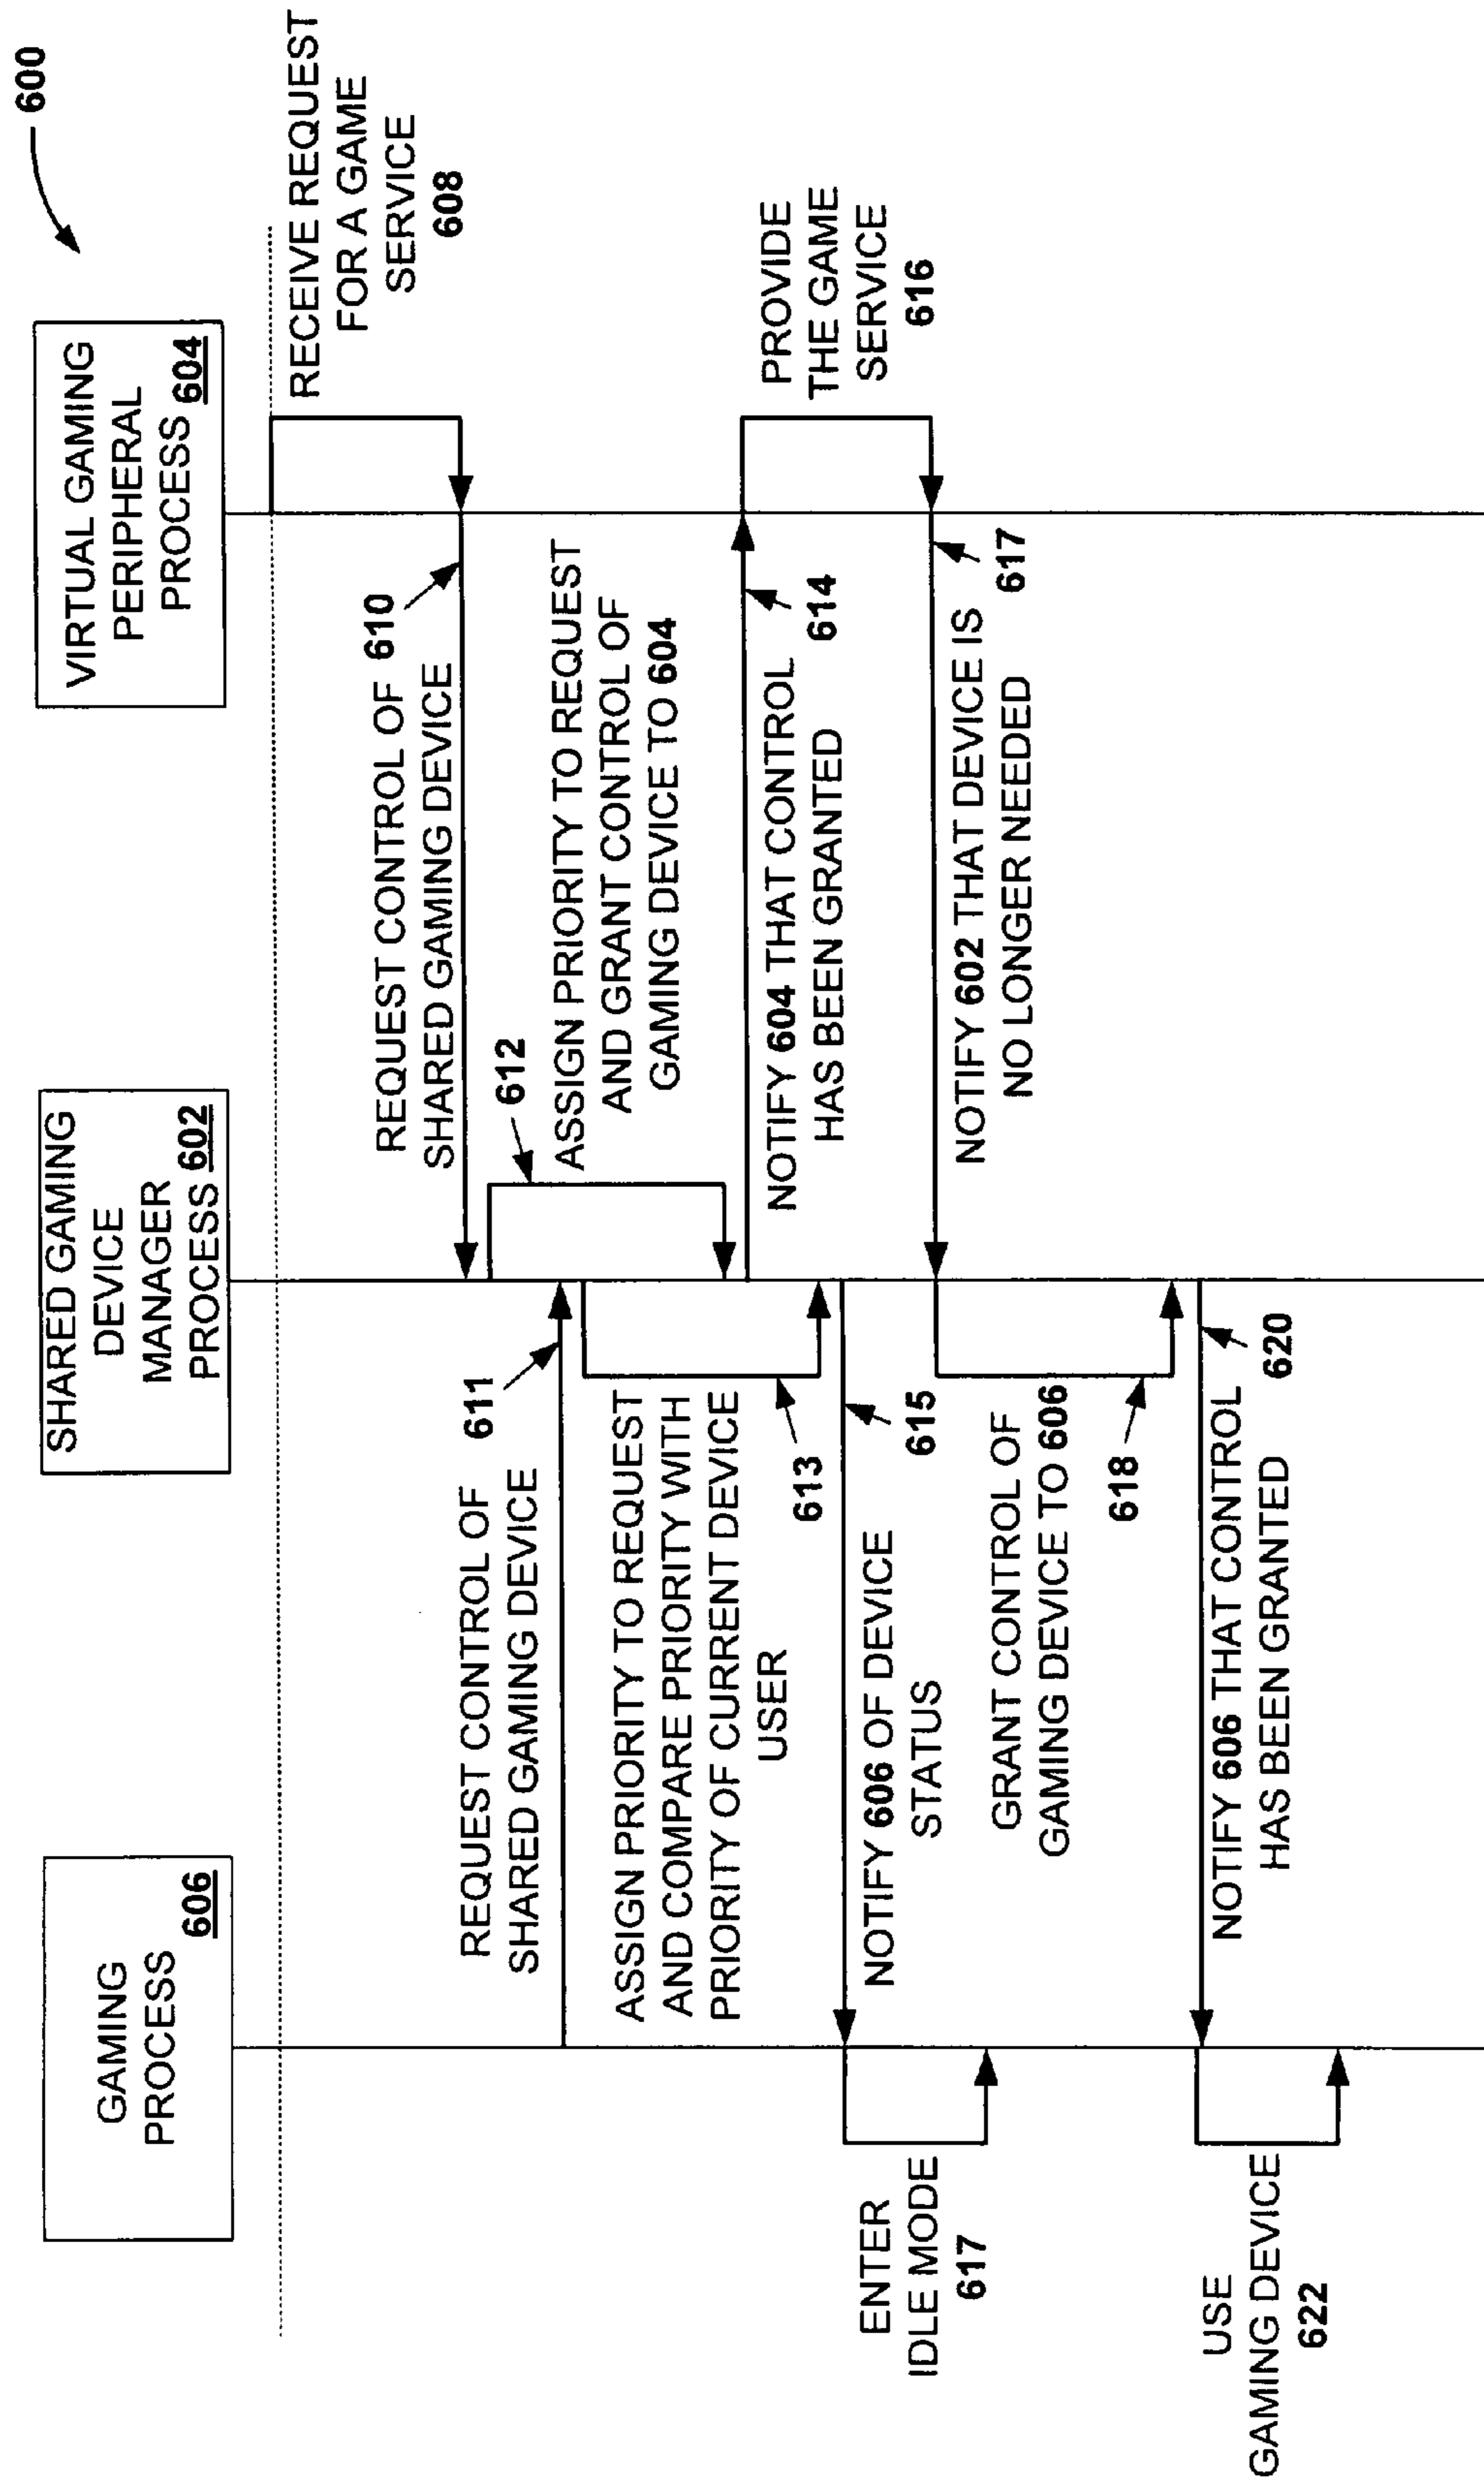 600
GAMING
PROCESS
606
SHARED GAMING
DEVICE
MANAGER
PROCESS 602
VIRTUAL GAMING
PERIPHERAL
PROCESS 604
RECEIVE REQUEST
FOR A GAME
SERVICE
608
REQUEST CONTROL OF 610
SHARED GAMING DEVICE
REQUEST CONTROL OF 611
SHARED GAMING DEVICE
612
ASSIGN PRIORITY TO REQUEST
AND GRANT CONTROL OF
GAMING DEVICE TO 604
ASSIGN PRIORITY TO REQUEST
AND COMPARE PRIORITY WITH
PRIORITY OF CURRENT DEVICE
USER
613
NOTIFY 604 THAT CONTROL
HAS BEEN GRANTED
614
PROVIDE
THE GAME
SERVICE
616
NOTIFY 606 OF DEVICE
STATUS
615
ENTER
IDLE MODE
617
NOTIFY 602 THAT DEVICE IS
NO LONGER NEEDED
617
GRANT CONTROL OF
GAMING DEVICE TO 606
618
NOTIFY 606 THAT CONTROL
HAS BEEN GRANTED
620
USE
GAMING DEVICE
622